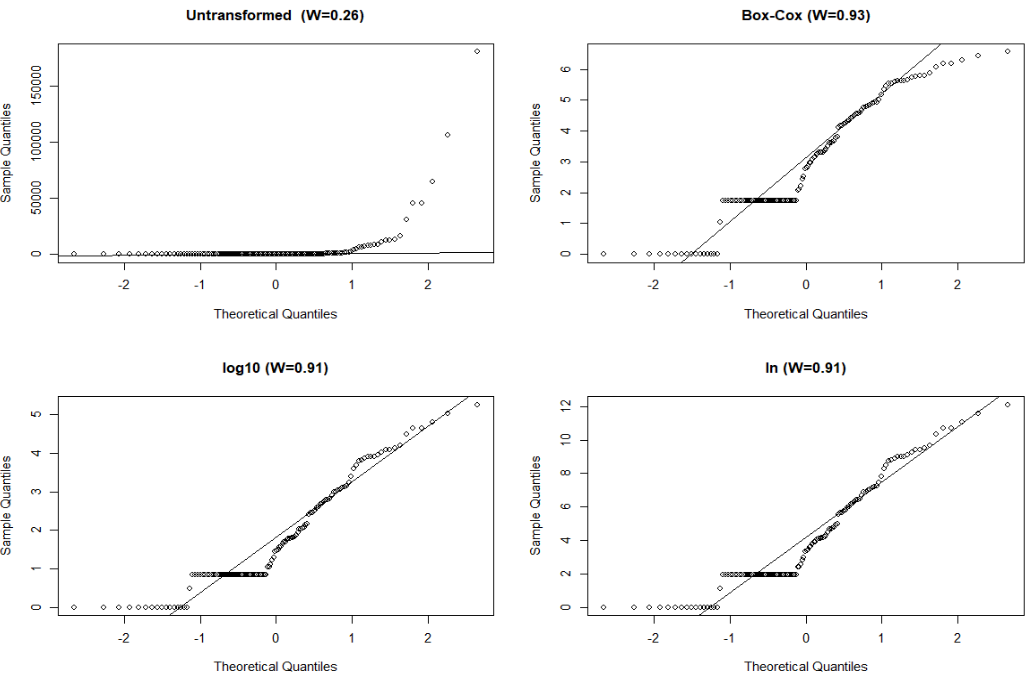 Untransformed (W=0.26)
Sample Quantiles
0 50000 100000 150000
-2 -1 0 1 2
Theoretical Quantiles
Box-Cox (W=0.93)
Sample Quantiles
0 1 2 3 4 5 6
-2 -1 0 1 2
Theoretical Quantiles
log10 (W=0.91)
Sample Quantiles
0 1 2 3 4 5
-2 -1 0 1 2
Theoretical Quantiles
ln (W=0.91)
Sample Quantiles
0 2 4 6 8 10 12
-2 -1 0 1 2
Theoretical Quantiles